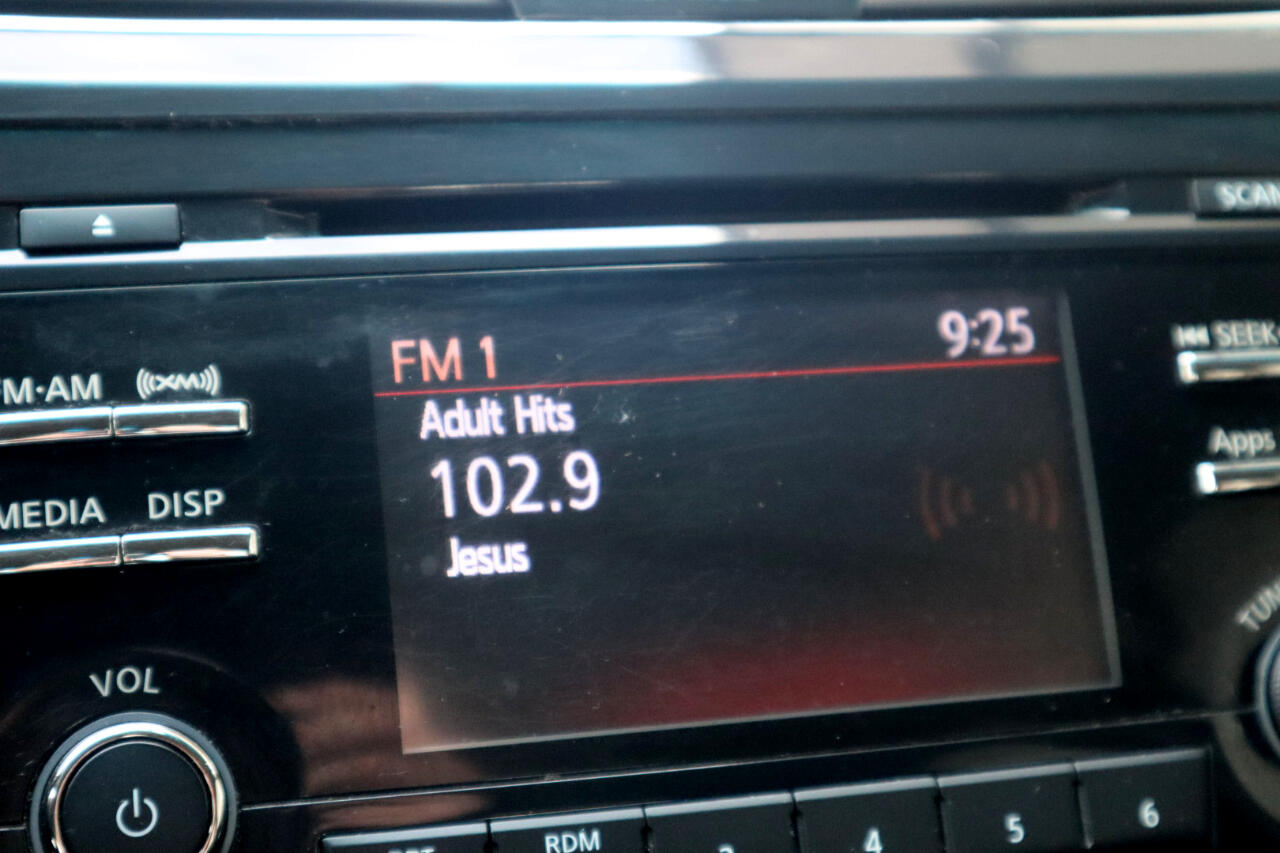 SCAN
FM 1 9:25
SEEK
FM·AM XM
Adult Hits
Apps
102.9
MEDIA DISP
Jesus
TUNE
VOL
RDM 4 5 6